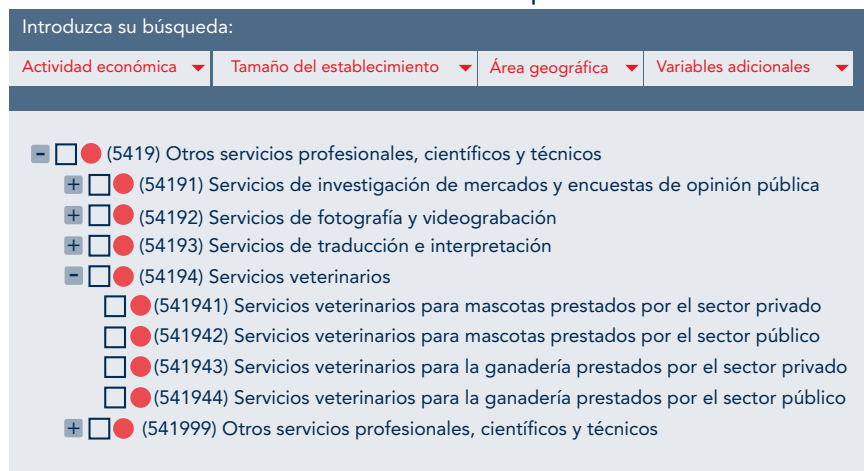 Introduzca su búsqueda:
Actividad económica Tamaño del establecimiento Área geográfica Variables adicionales
(5419) Otros servicios profesionales, científicos y técnicos
(54191) Servicios de investigación de mercados y encuestas de opinión pública
(54192) Servicios de fotografía y videograbación
(54193) Servicios de traducción e interpretación
(54194) Servicios veterinarios
(541941) Servicios veterinarios para mascotas prestados por el sector privado
(541942) Servicios veterinarios para mascotas prestados por el sector público
(541943) Servicios veterinarios para la ganadería prestados por el sector privado
(541944) Servicios veterinarios para la ganadería prestados por el sector público
(541999) Otros servicios profesionales, científicos y técnicos